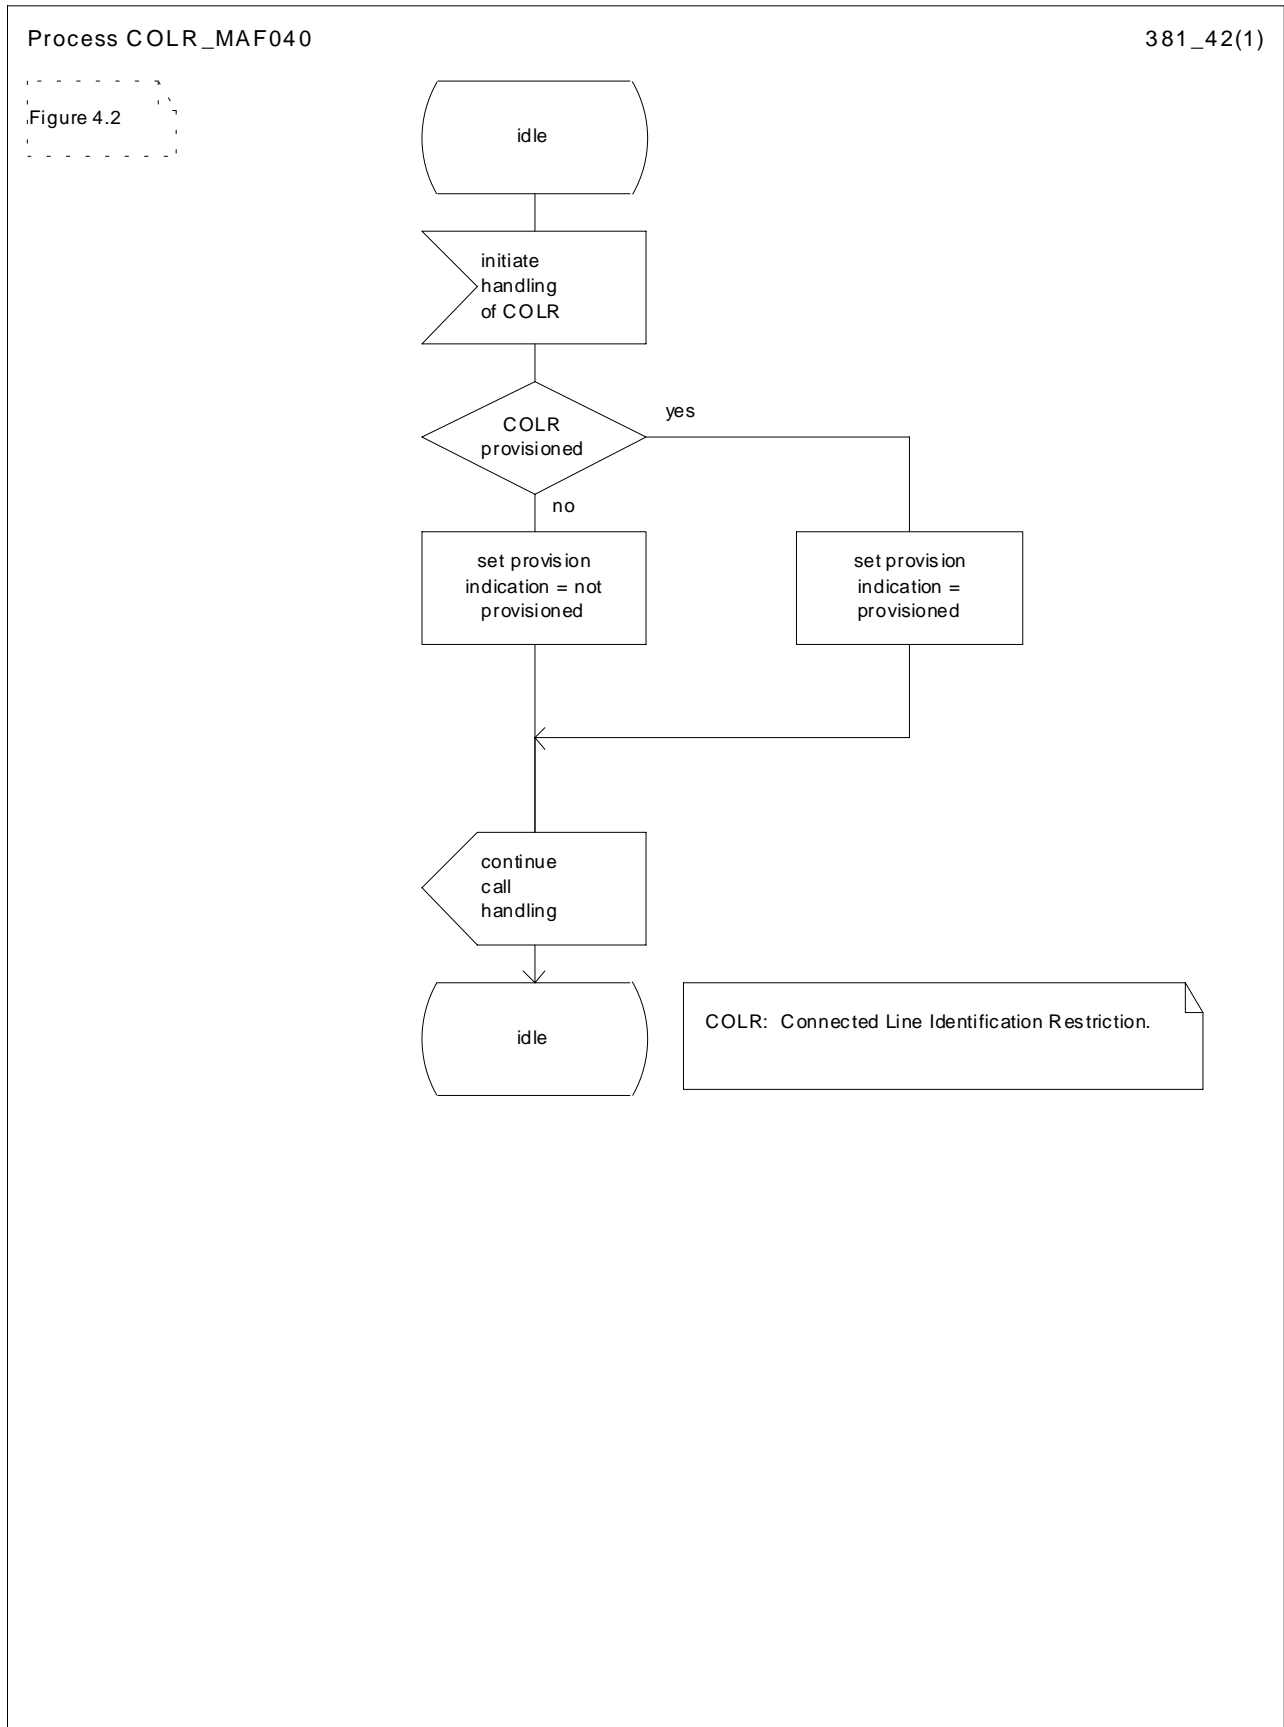 Process COLR_MAF040
381_42(1)
Figure 4.2
idle
initiate
handling
of COLR
COLR
provisioned
yes
no
set provision
indication = not
provisioned
set provision
indication =
provisioned
continue
call
handling
idle
COLR: Connected Line Identification Restriction.